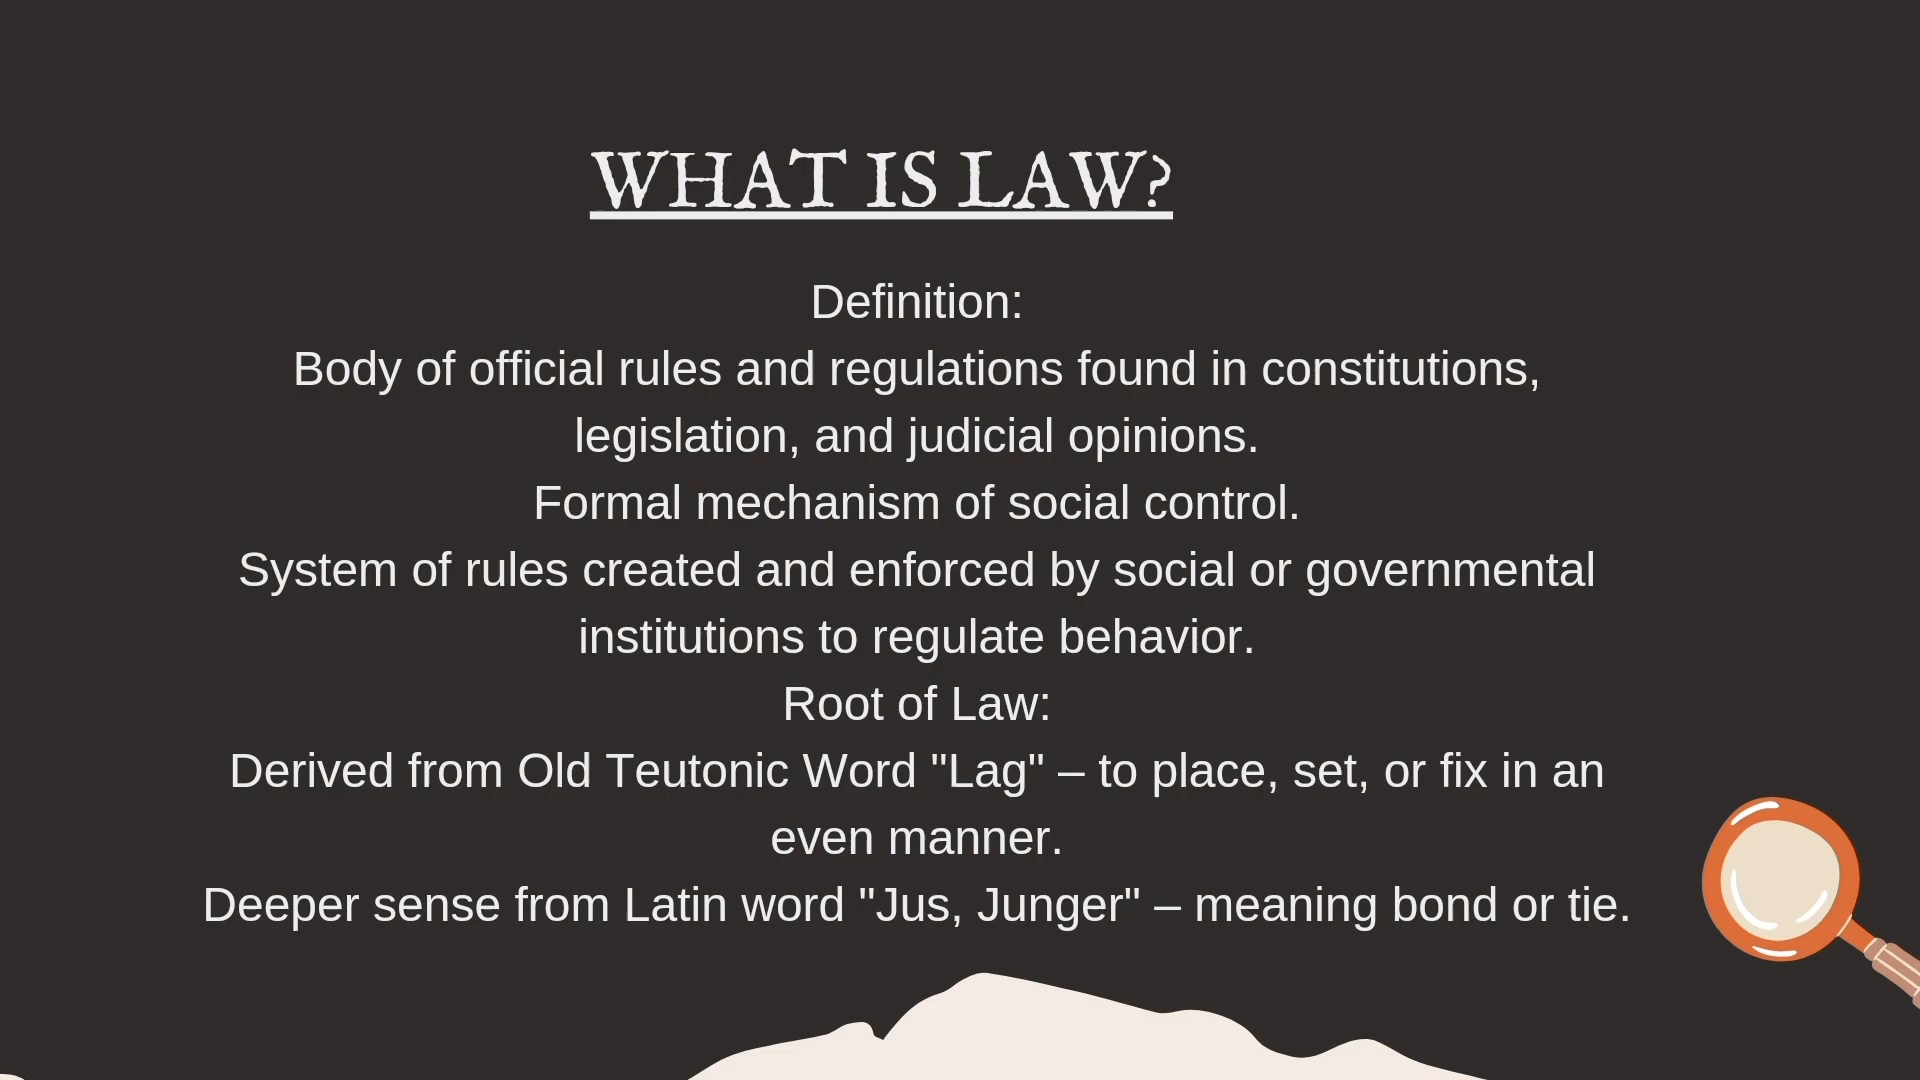 WHAT IS LAW?
Definition:
Body of official rules and regulations found in constitutions,
legislation, and judicial opinions.
Formal mechanism of social control.
System of rules created and enforced by social or governmental
institutions to regulate behavior.
Root of Law:
Derived from Old Teutonic Word "Lag" – to place, set, or fix in an
even manner.
Deeper sense from Latin word "Jus, Junger" – meaning bond or tie.